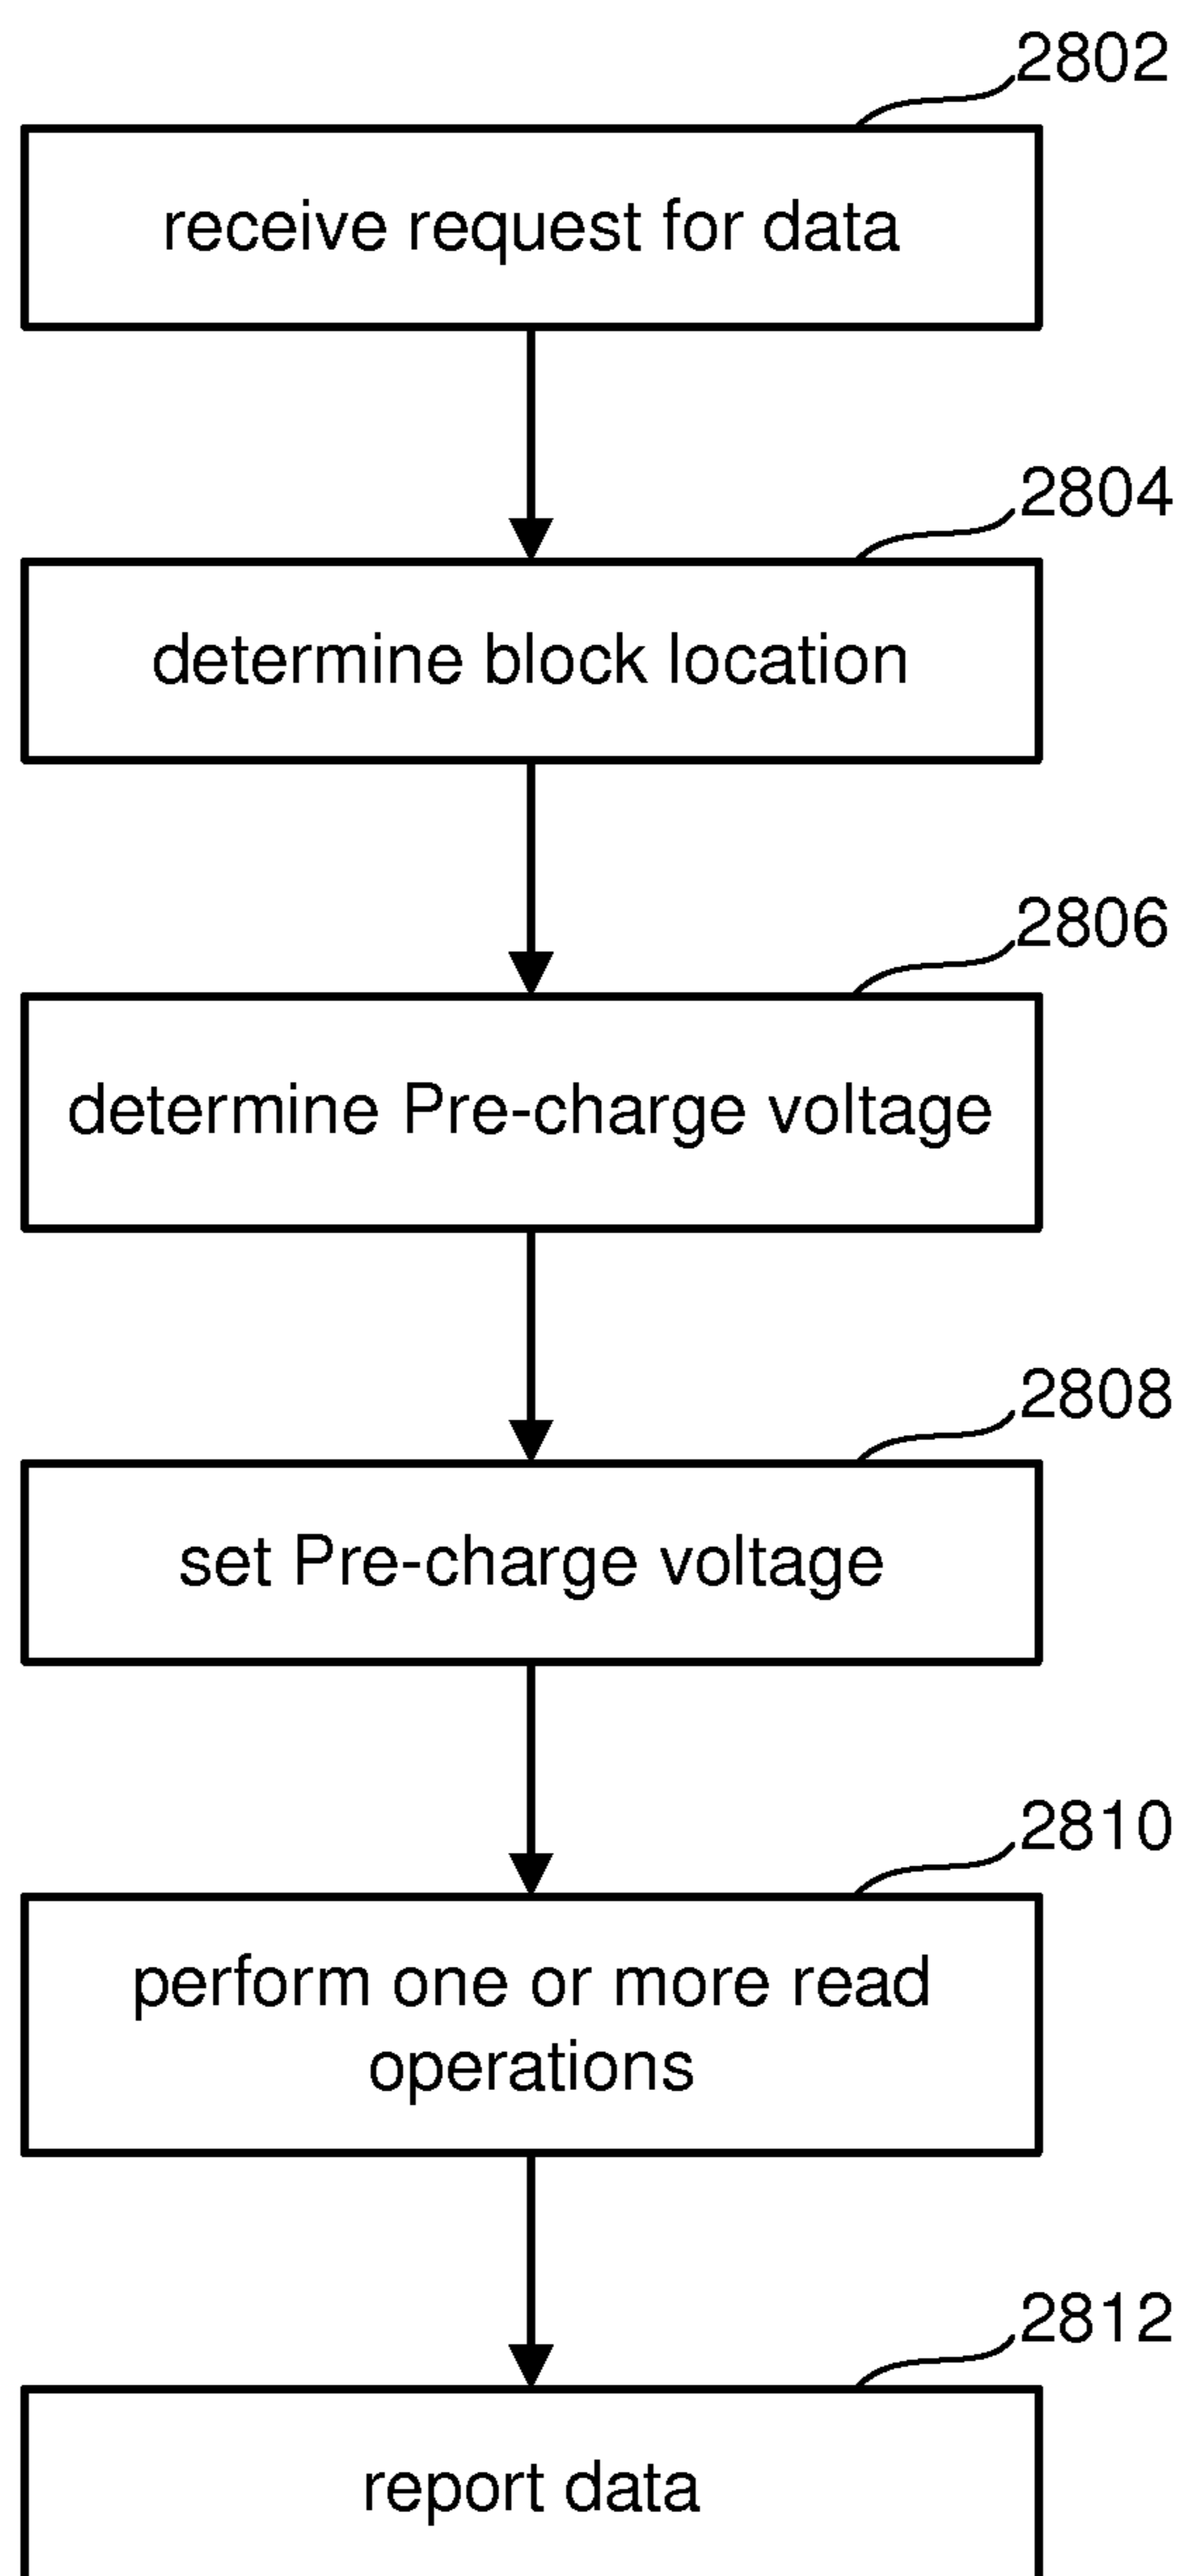 2802
receive request for data
2804
determine block location
2806
determine Pre-charge voltage
2808
set Pre-charge voltage
2810
perform one or more read
operations
2812
report data